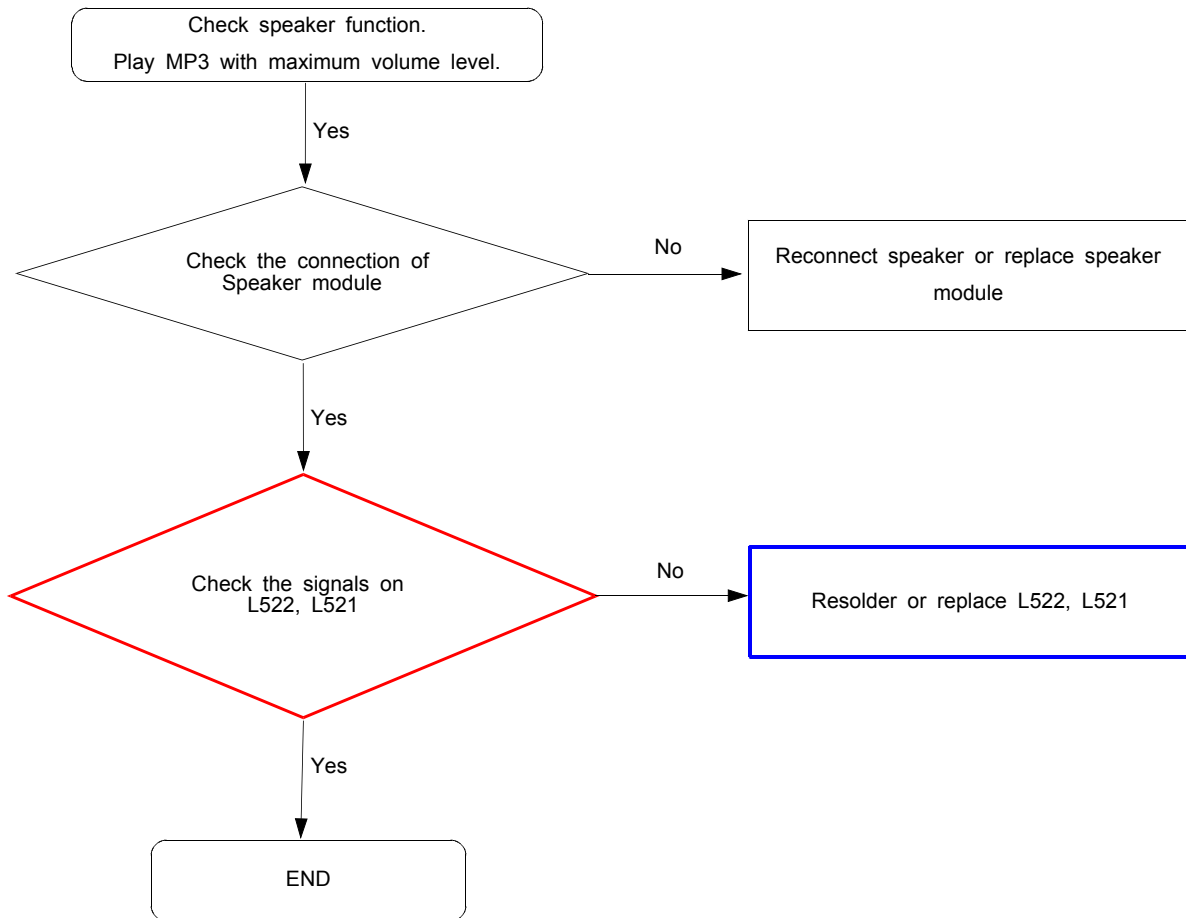 Check speaker function.
Play MP3 with maximum volume level.
Yes
Check the connection of
Speaker module
No
Reconnect speaker or replace speaker
module
Yes
Check the signals on
L522, L521
No
Resolder or replace L522, L521
Yes
END